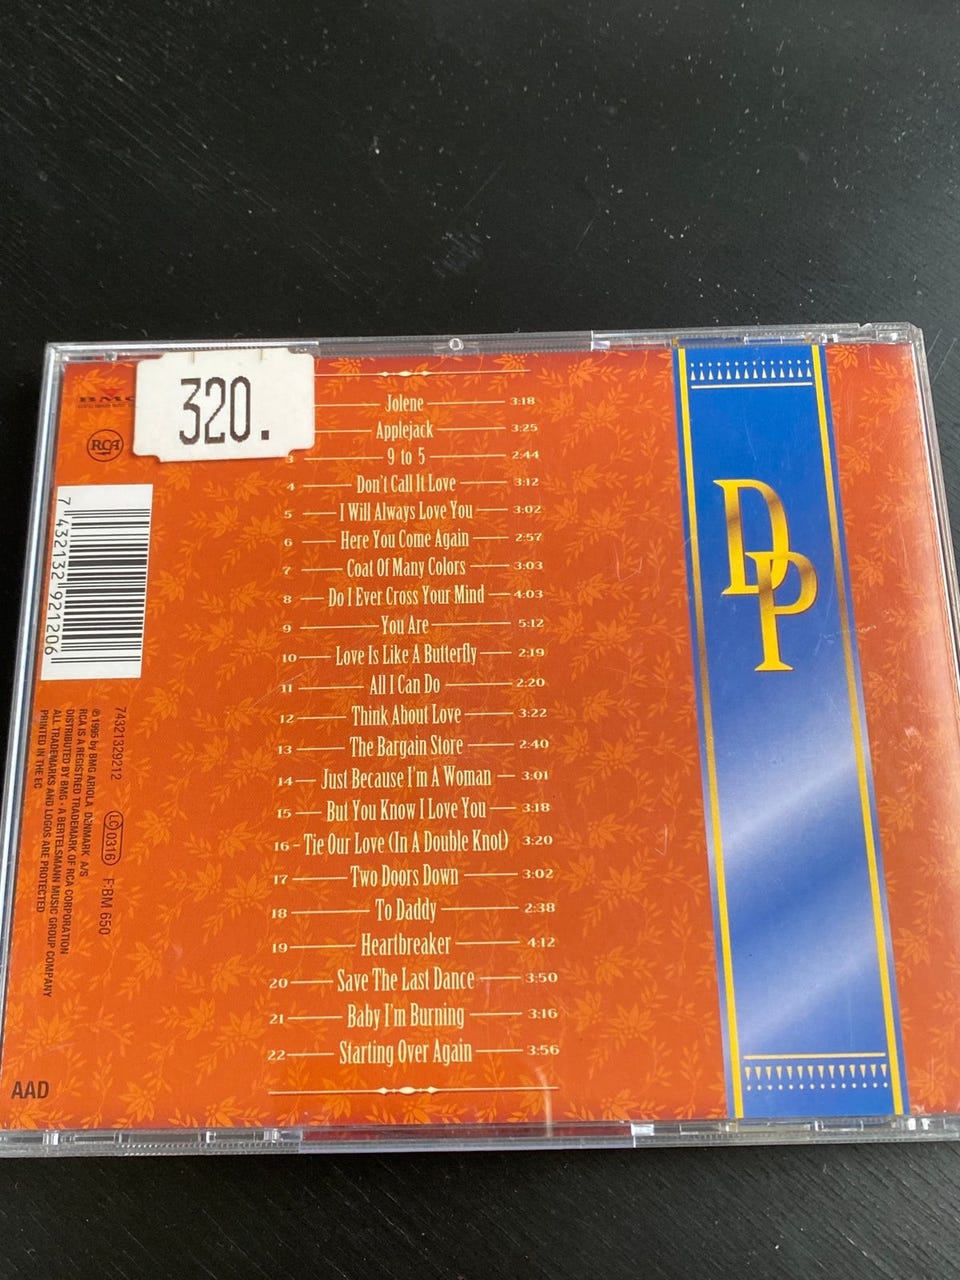 320.
BMG
RCA
Jolene 3:18
Applejack 3:25
3 9 to 5 2:44
4 Don't Call It Love 3:12
5 I Will Always Love You 3:02
6 Here You Come Again 2:57
7 Coat Of Many Colors 3:03
8 Do I Ever Cross Your Mind 4:03
9 You Are 5:12
10 Love Is Like A Butterfly 2:19
11 All I Can Do 2:20
12 Think About Love 3:22
13 The Bargain Store 2:40
14 Just Because I'm A Woman 3:01
15 But You Know I Love You 3:18
16 Tie Our Love (In A Double Knot) 3:20
17 Two Doors Down 3:02
18 To Daddy 2:38
19 Heartbreaker 4:12
20 Save The Last Dance 3:50
21 Baby I'm Burning 3:16
22 Starting Over Again 3:56
DP
7 432132 921206
74321329212 LC 0316 F:BM 650
℗ 1995 by BMG ARIOLA DENMARK A/S
RCA IS A REGISTRED TRADEMARK OF RCA CORPORATION
DISTRIBUTED BY BMG · A BERTELSMANN MUSIC GROUP COMPANY
ALL TRADEMARKS AND LOGOS ARE PROTECTED
PRINTED IN THE EC
AAD